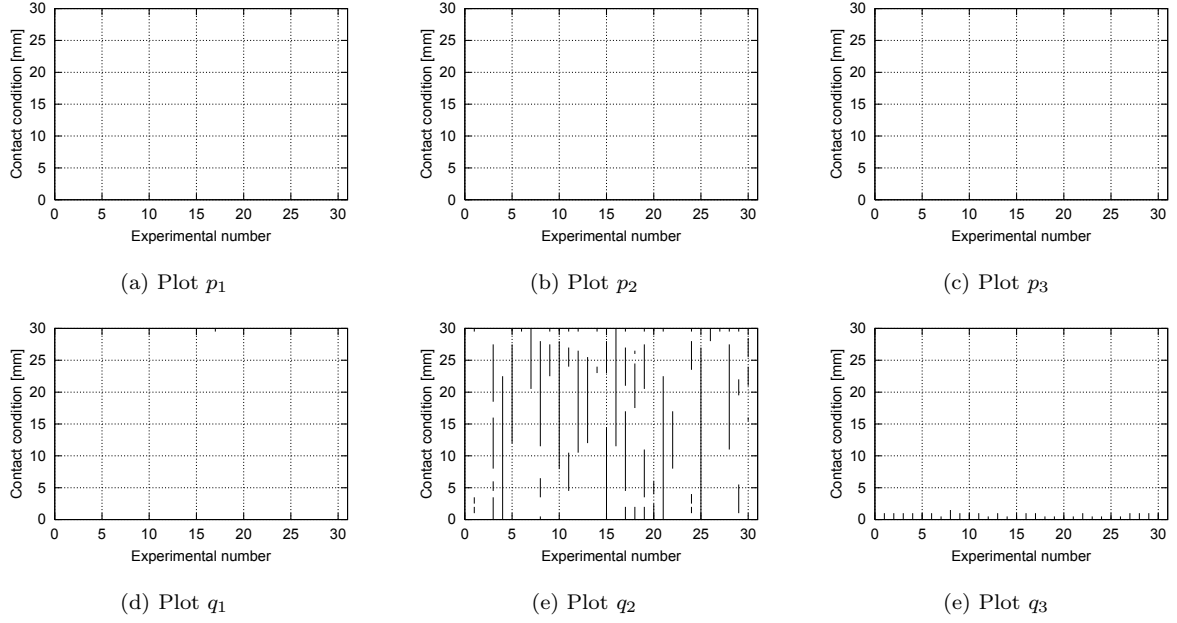 30
25
20
15
10
5
0
Contact condition [mm]
0 5 10 15 20 25 30
Experimental number
(a) Plot p1
30
25
20
15
10
5
0
Contact condition [mm]
0 5 10 15 20 25 30
Experimental number
(b) Plot p2
30
25
20
15
10
5
0
Contact condition [mm]
0 5 10 15 20 25 30
Experimental number
(c) Plot p3
30
25
20
15
10
5
0
Contact condition [mm]
0 5 10 15 20 25 30
Experimental number
(d) Plot q1
30
25
20
15
10
5
0
Contact condition [mm]
0 5 10 15 20 25 30
Experimental number
(e) Plot q2
30
25
20
15
10
5
0
Contact condition [mm]
0 5 10 15 20 25 30
Experimental number
(e) Plot q3